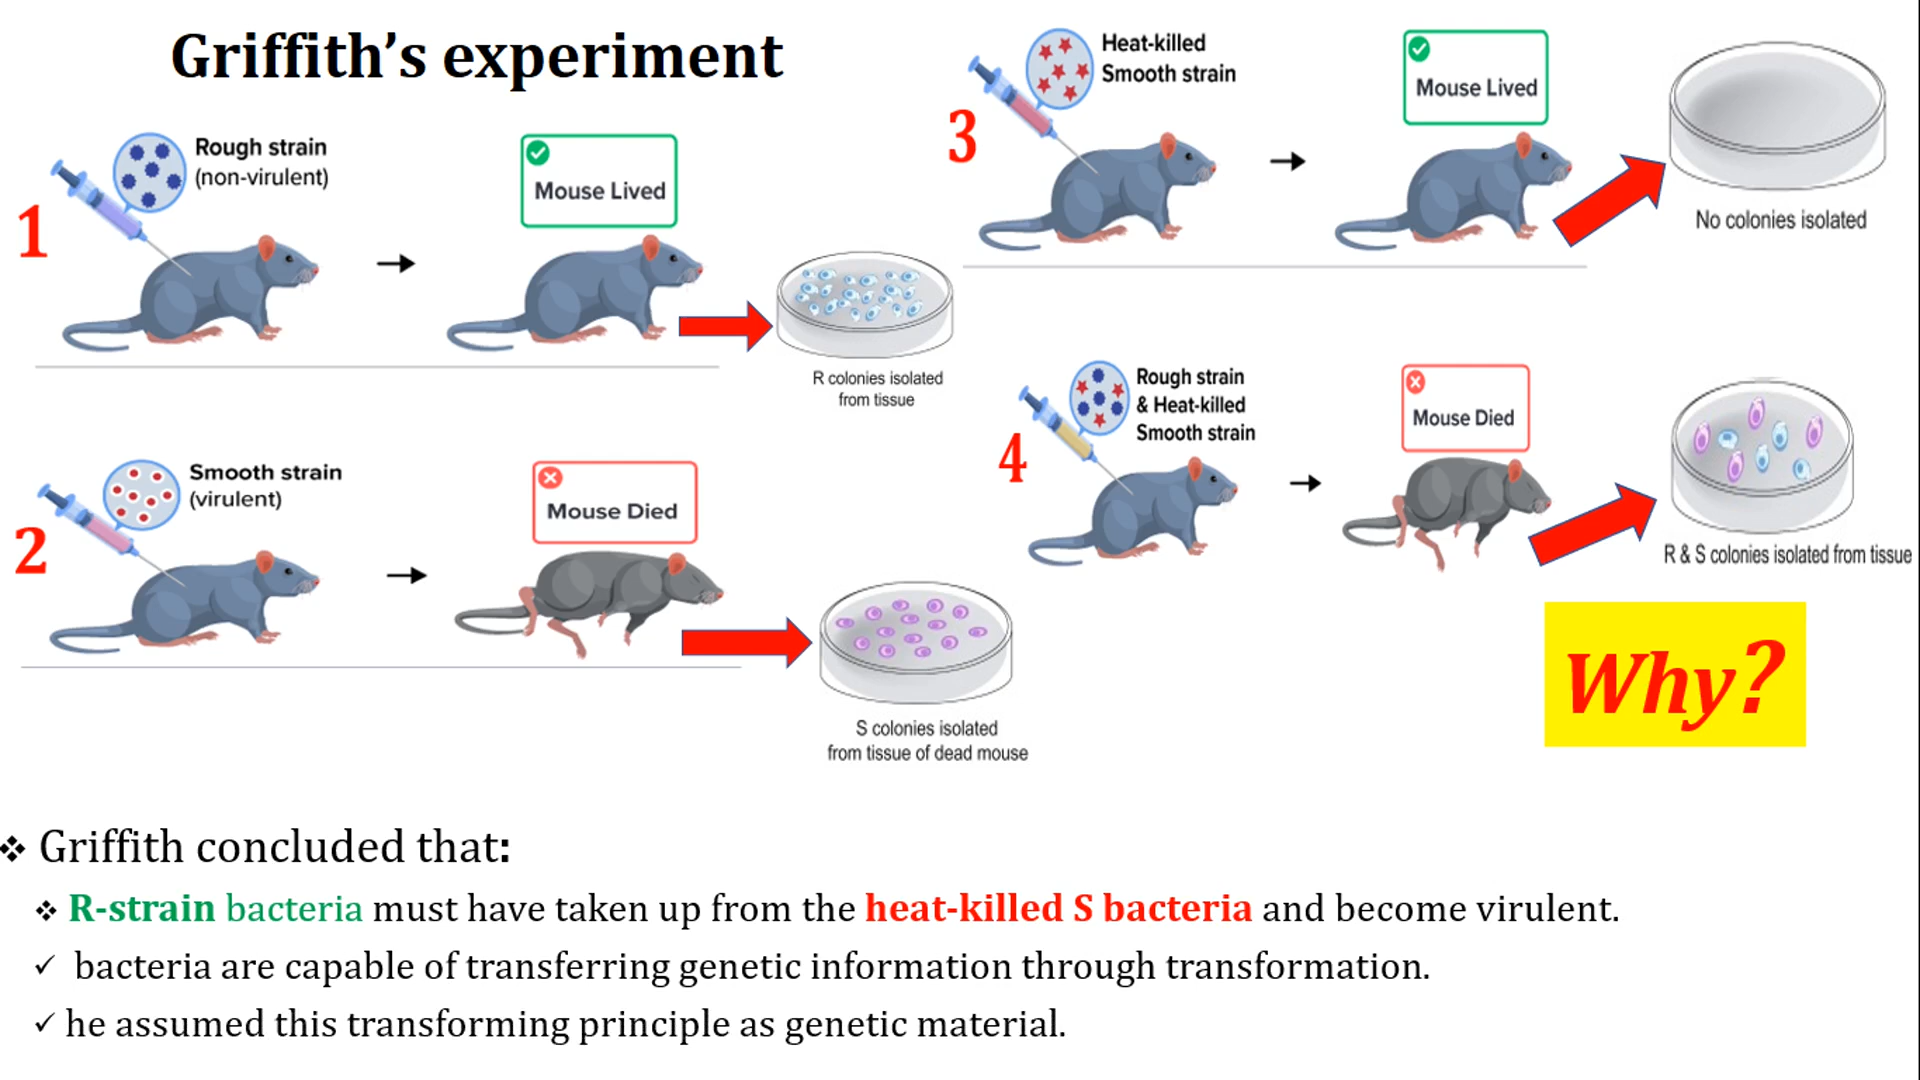 Griffith’s experiment
1
Rough strain
(non-virulent)
Mouse Lived
R colonies isolated
from tissue
2
Smooth strain
(virulent)
Mouse Died
S colonies isolated
from tissue of dead mouse
3
Heat-killed
Smooth strain
Mouse Lived
No colonies isolated
4
Rough strain
& Heat-killed
Smooth strain
Mouse Died
R & S colonies isolated from tissue
Why?
❖ Griffith concluded that:
❖ R-strain bacteria must have taken up from the heat-killed S bacteria and become virulent.
✓ bacteria are capable of transferring genetic information through transformation.
✓ he assumed this transforming principle as genetic material.